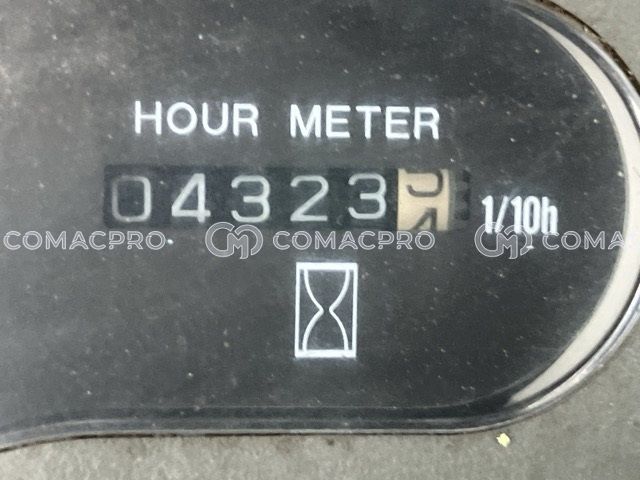 HOUR METER
04323
1/10h
COMACPRO COMACPRO COMA